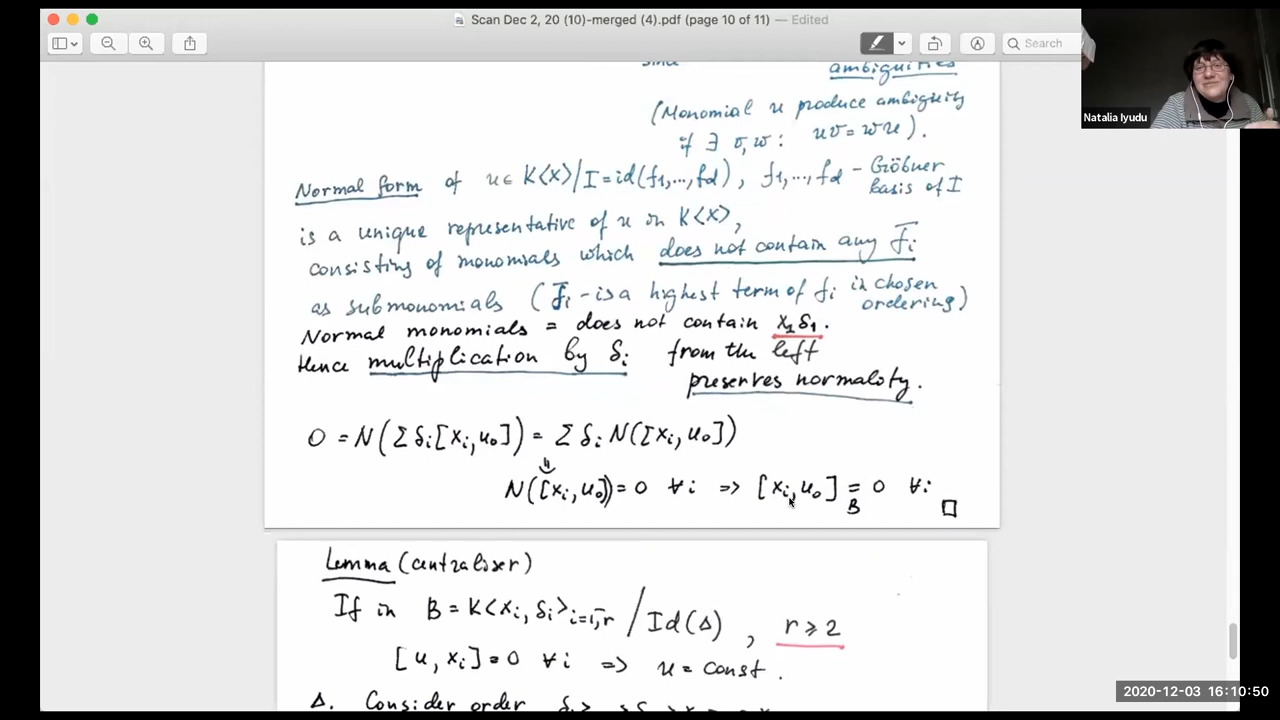 Scan Dec 2, 20 (10)-merged (4).pdf (page 10 of 11) — Edited
Search
Natalia Iyudu
since ambiguities
(Monomial u produce ambiguity
if ∃ v, w : uv = wu).
Normal form of u ∈ K<X>/I = id(f1,...,fd), f1,...,fd - Gröbner
basis of I
is a unique representative of u in K<X>,
consisting of monomials which does not contain any f̄i
as submonomials (f̄i - is a highest term of fi in chosen
ordering)
Normal monomials = does not contain x1δ1.
Hence multiplication by δi from the left
preserves normality.
0 = N(Σδi[xi,u0]) = Σ δi N([xi,u0])
⇓
N([xi,u0]) = 0 ∀i ⇒ [xi,u0] =B 0 ∀i □
Lemma (centraliser)
If in B = K<xi, δi>i=1,r / Id(Δ), r ⩾ 2
[u, xi] = 0 ∀i ⇒ u = const.
Δ. Consider order
2020-12-03 16:10:50